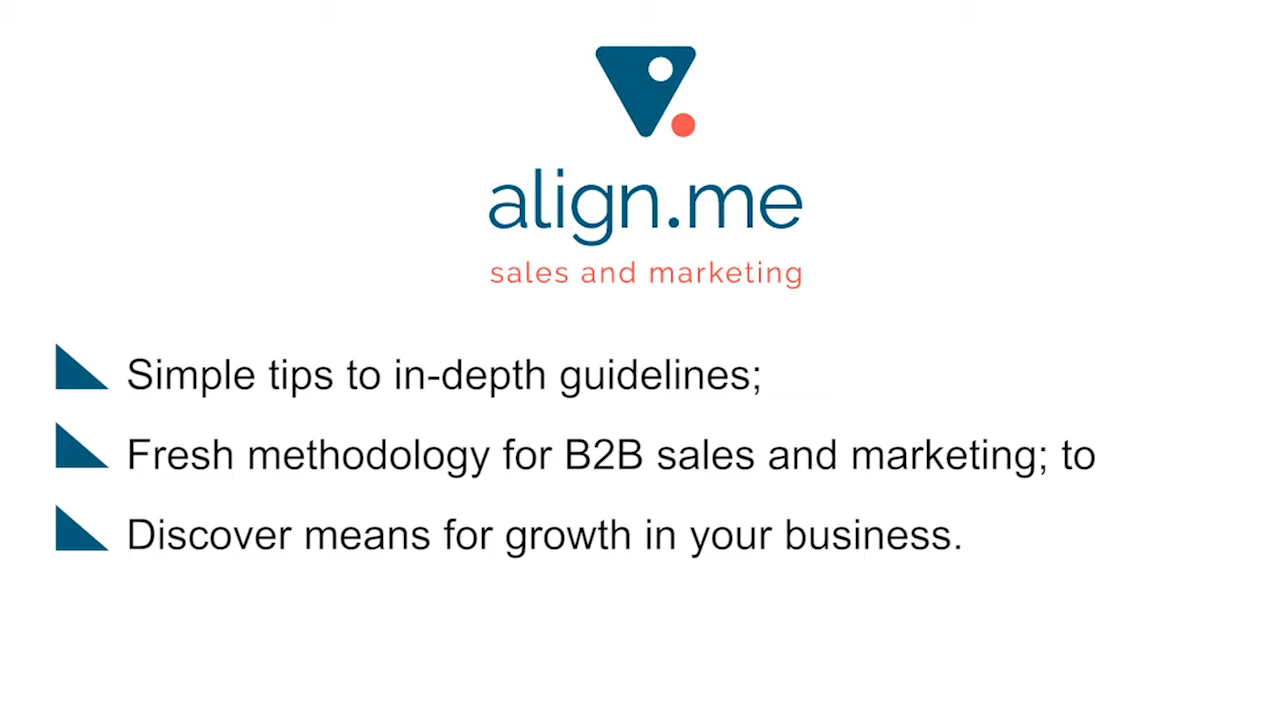 align.me
sales and marketing
Simple tips to in-depth guidelines;
Fresh methodology for B2B sales and marketing; to
Discover means for growth in your business.